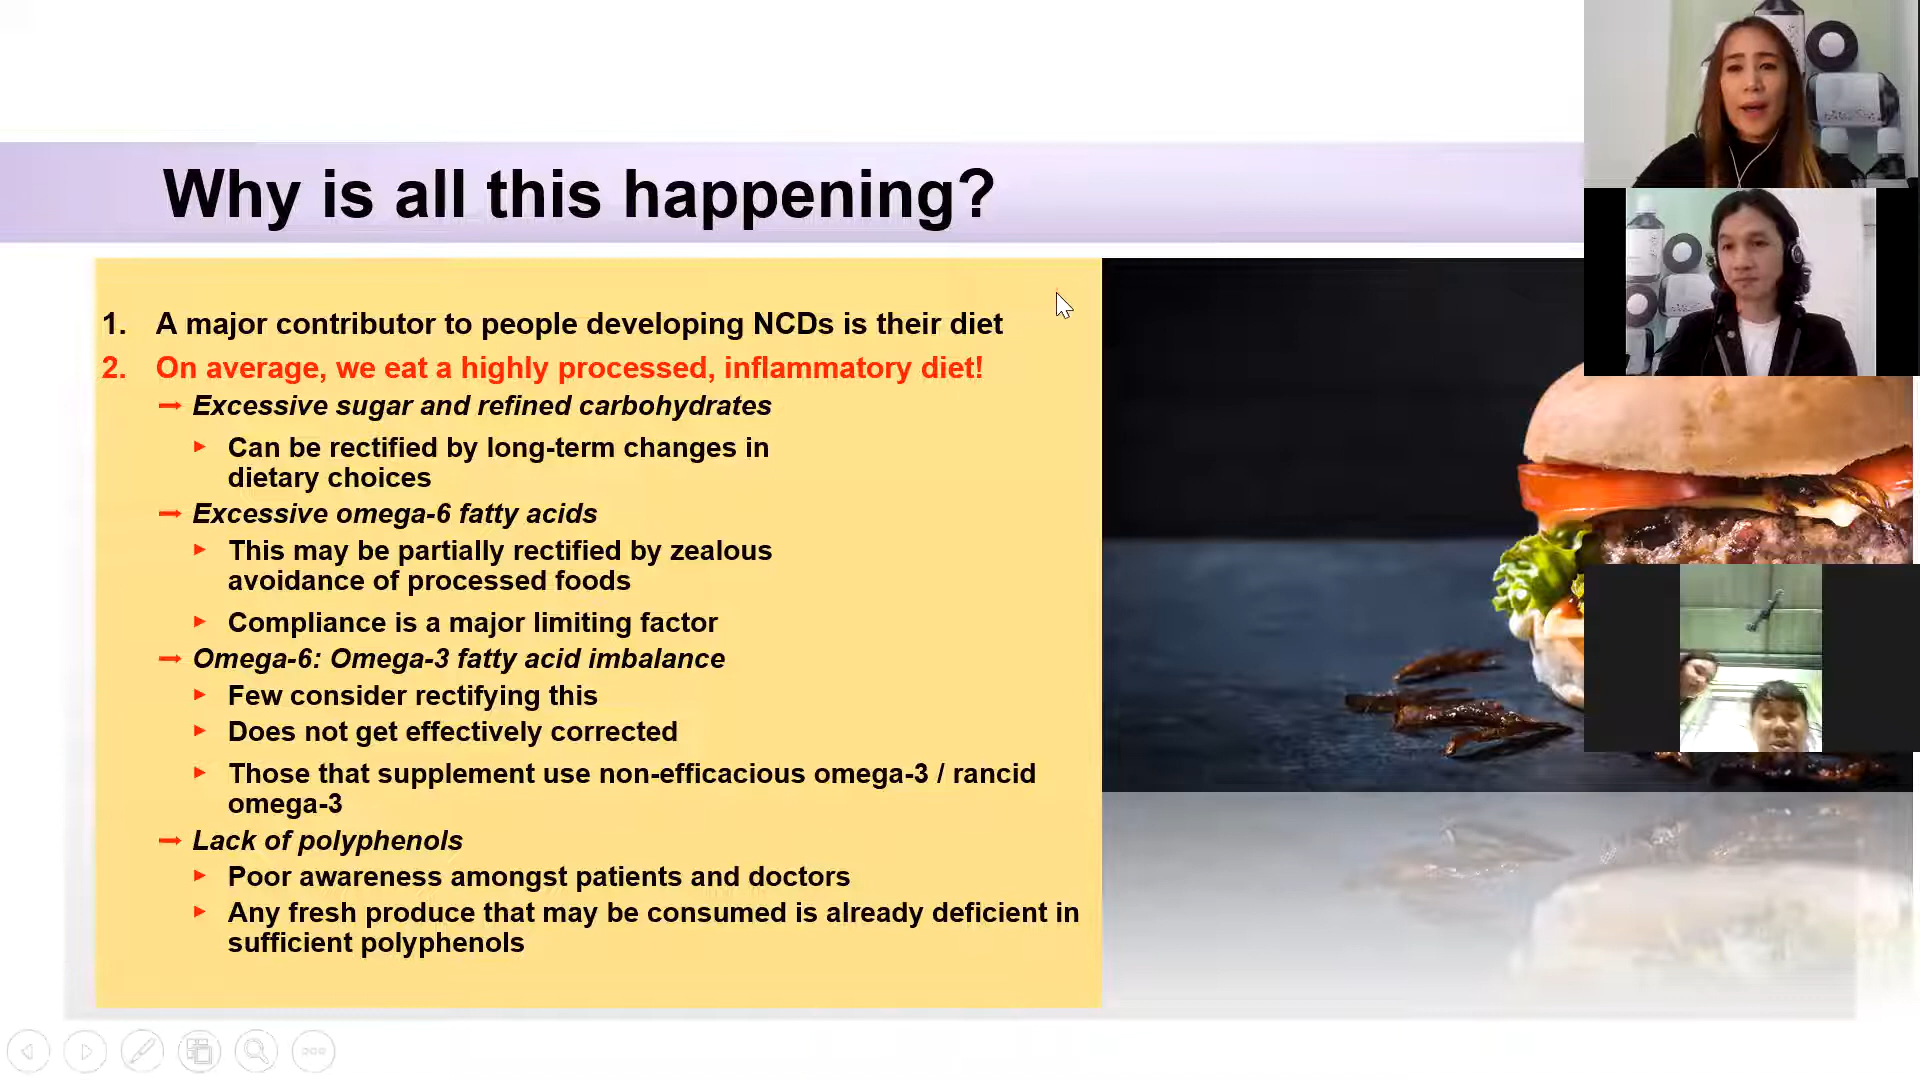 Why is all this happening?
1. A major contributor to people developing NCDs is their diet
2. On average, we eat a highly processed, inflammatory diet!
Excessive sugar and refined carbohydrates
Can be rectified by long-term changes in
dietary choices
Excessive omega-6 fatty acids
This may be partially rectified by zealous
avoidance of processed foods
Compliance is a major limiting factor
Omega-6: Omega-3 fatty acid imbalance
Few consider rectifying this
Does not get effectively corrected
Those that supplement use non-efficacious omega-3 / rancid
omega-3
Lack of polyphenols
Poor awareness amongst patients and doctors
Any fresh produce that may be consumed is already deficient in
sufficient polyphenols